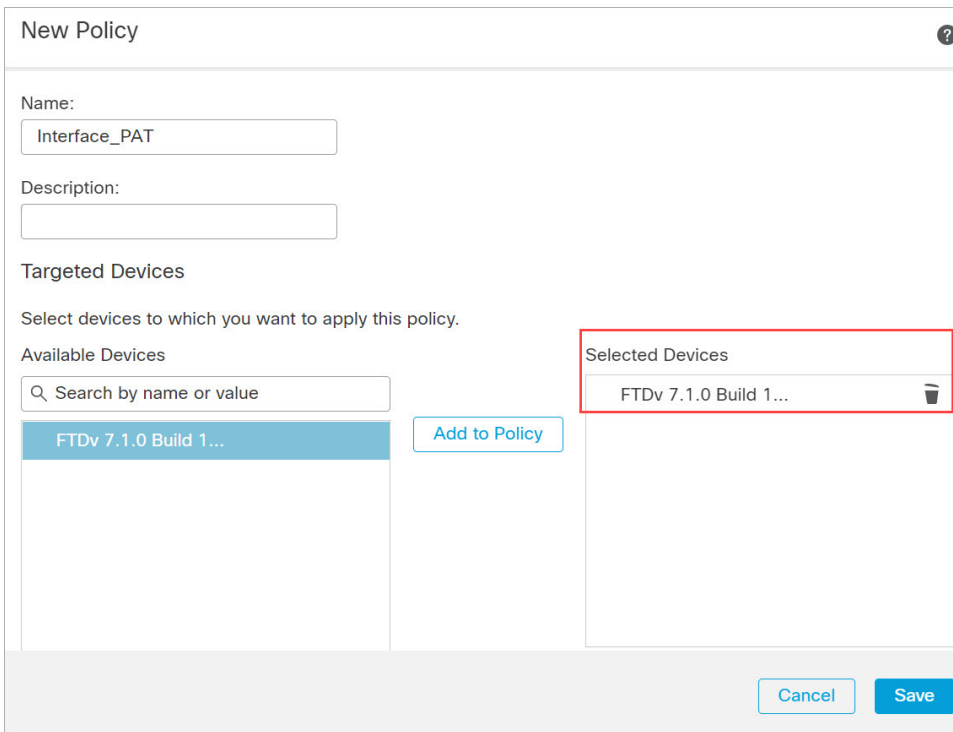 New Policy
?
Name:
Interface_PAT
Description:
Targeted Devices
Select devices to which you want to apply this policy.
Available Devices
Search by name or value
FTDv 7.1.0 Build 1...
Add to Policy
Selected Devices
FTDv 7.1.0 Build 1...
Cancel
Save